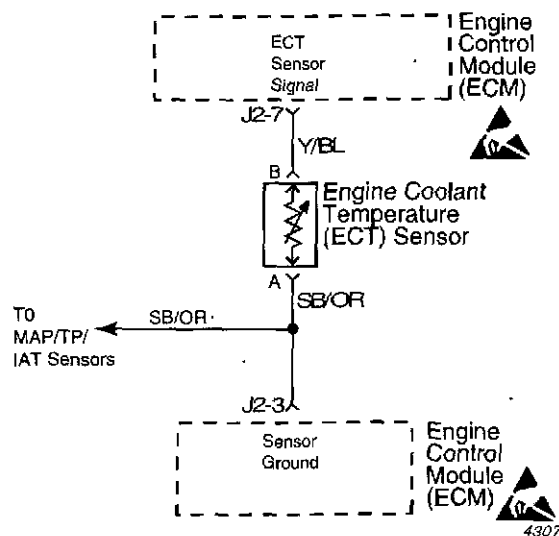 ECT
Sensor
Signal
Engine
Control
Module
(ECM)
J2-7
Y/BL
B
Engine Coolant
Temperature
(ECT) Sensor
A
SB/OR
TO
MAP/TP/
IAT Sensors
SB/OR
J2-3
Sensor
Ground
Engine
Control
Module
(ECM)
4307